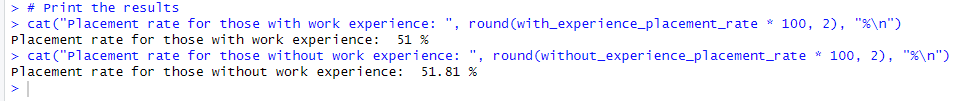 > # Print the results
> cat("Placement rate for those with work experience: ", round(with_experience_placement_rate * 100, 2), "%\n")
Placement rate for those with work experience:  51 %
> cat("Placement rate for those without work experience: ", round(without_experience_placement_rate * 100, 2), "%\n")
Placement rate for those without work experience:  51.81 %
>